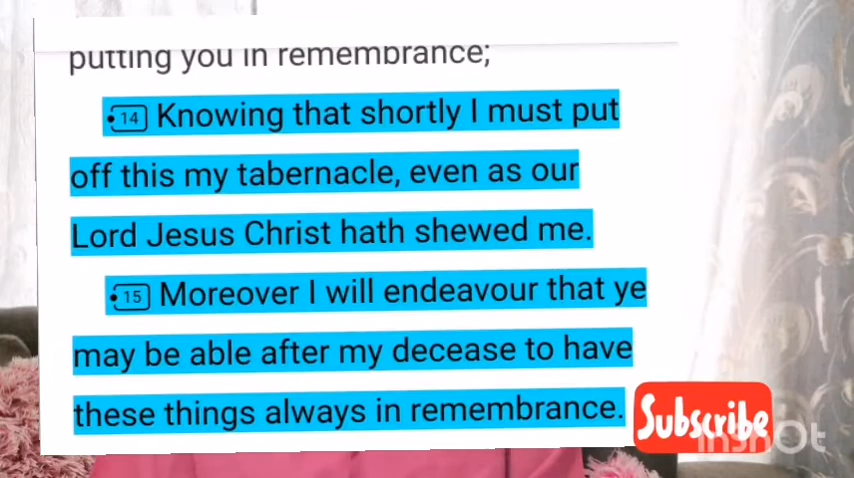 putting you in remembrance;
14 Knowing that shortly I must put
off this my tabernacle, even as our
Lord Jesus Christ hath shewed me.
15 Moreover I will endeavour that ye
may be able after my decease to have
these things always in remembrance.
Subscribe
InShOt